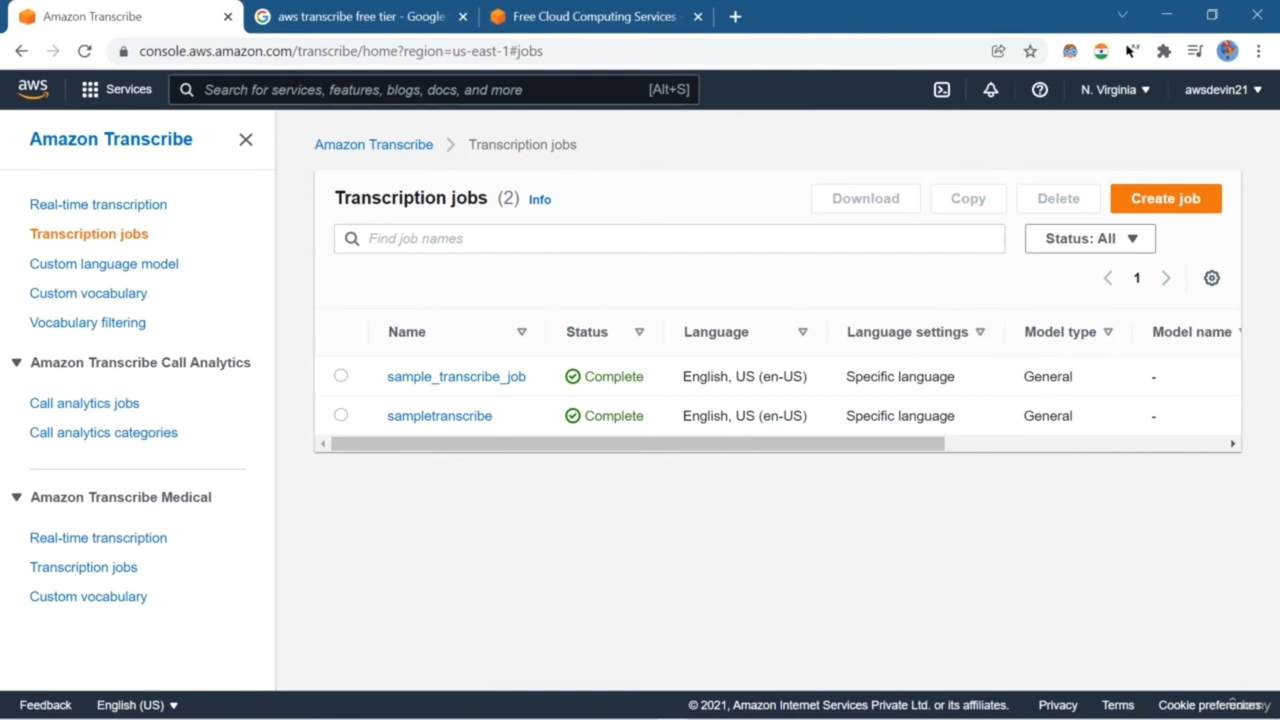 Amazon Transcribe
aws transcribe free tier - Google
Free Cloud Computing Services
console.aws.amazon.com/transcribe/home?region=us-east-1#jobs
aws
Services
Search for services, features, blogs, docs, and more
[Alt+S]
N. Virginia
awsdevin21
Amazon Transcribe
Real-time transcription
Transcription jobs
Custom language model
Custom vocabulary
Vocabulary filtering
Amazon Transcribe Call Analytics
Call analytics jobs
Call analytics categories
Amazon Transcribe Medical
Real-time transcription
Transcription jobs
Custom vocabulary
Amazon Transcribe > Transcription jobs
Transcription jobs (2) Info
Download Copy Delete Create job
Find job names
Status: All
1
Name Status Language Language settings Model type Model name
sample_transcribe_job Complete English, US (en-US) Specific language General -
sampletranscribe Complete English, US (en-US) Specific language General -
Feedback English (US) © 2021, Amazon Internet Services Private Ltd. or its affiliates. Privacy Terms Cookie preferences